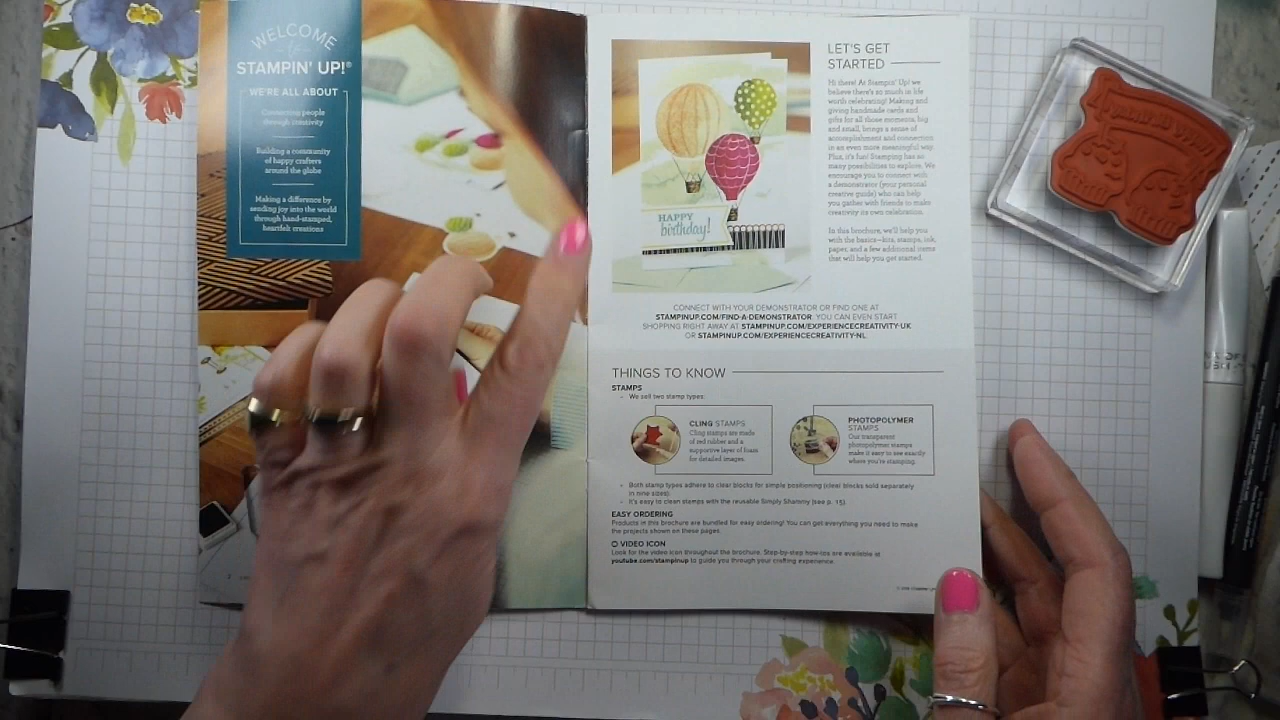 WELCOME
to
STAMPIN' UP!®
WE'RE ALL ABOUT
Connecting people
through creativity
Building a community
of happy crafters
around the globe
Making a difference by
sending joy into the world
through hand-stamped,
heartfelt creations
HAPPY
birthday!
LET'S GET
STARTED
Hi there! At Stampin' Up! we
believe there's so much in life
worth celebrating! Making and
giving handmade cards and
gifts for all those moments, big
and small, brings a sense of
accomplishment and connection
in an even more meaningful way.
Plus, it's fun! Stamping has so
many possibilities to explore. We
encourage you to connect with
a demonstrator (your personal
creative guide) who can help
you gather with friends to make
creativity its own celebration.
In this brochure, we'll help you
with the basics—kits, stamps, ink,
paper, and a few additional items
that will help you get started.
CONNECT WITH YOUR DEMONSTRATOR OR FIND ONE AT
STAMPINUP.COM/FIND-A-DEMONSTRATOR. YOU CAN EVEN START
SHOPPING RIGHT AWAY AT STAMPINUP.COM/EXPERIENCECREATIVITY-UK
OR STAMPINUP.COM/EXPERIENCECREATIVITY-NL.
THINGS TO KNOW
STAMPS
• We sell two stamp types:
CLING STAMPS
Cling stamps are made
of red rubber and a
supportive layer of foam
for detailed images.
PHOTOPOLYMER
STAMPS
Our transparent
photopolymer stamps
make it easy to see exactly
where you're stamping.
• Both stamp types adhere to clear blocks for simple positioning (clear blocks sold separately
in nine sizes).
• It's easy to clean stamps with the reusable Simply Shammy (see p. 15).
EASY ORDERING
Products in this brochure are bundled for easy ordering! You can get everything you need to make
the projects shown on these pages.
VIDEO ICON
Look for the video icon throughout the brochure. Step-by-step how-tos are available at
youtube.com/stampinup to guide you through your crafting experience.